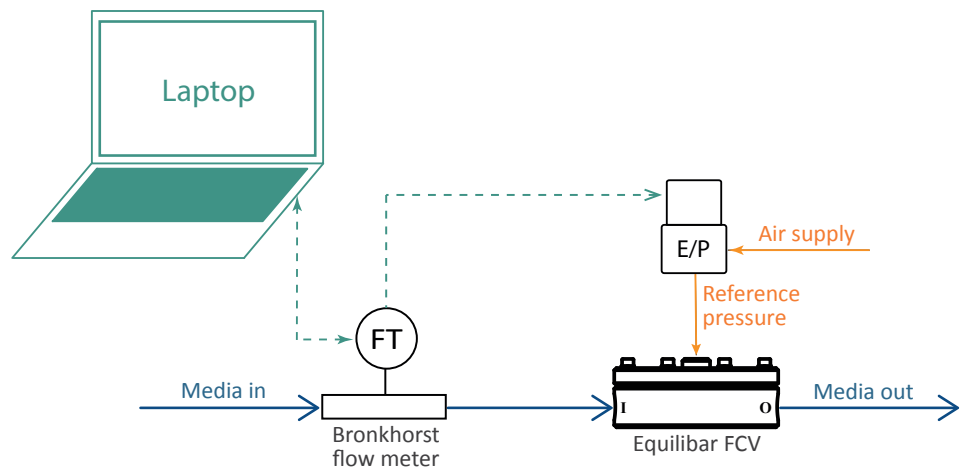 Laptop
E/P
Air supply
Reference
pressure
FT
Media in
I
O
Media out
Bronkhorst
flow meter
Equilibar FCV